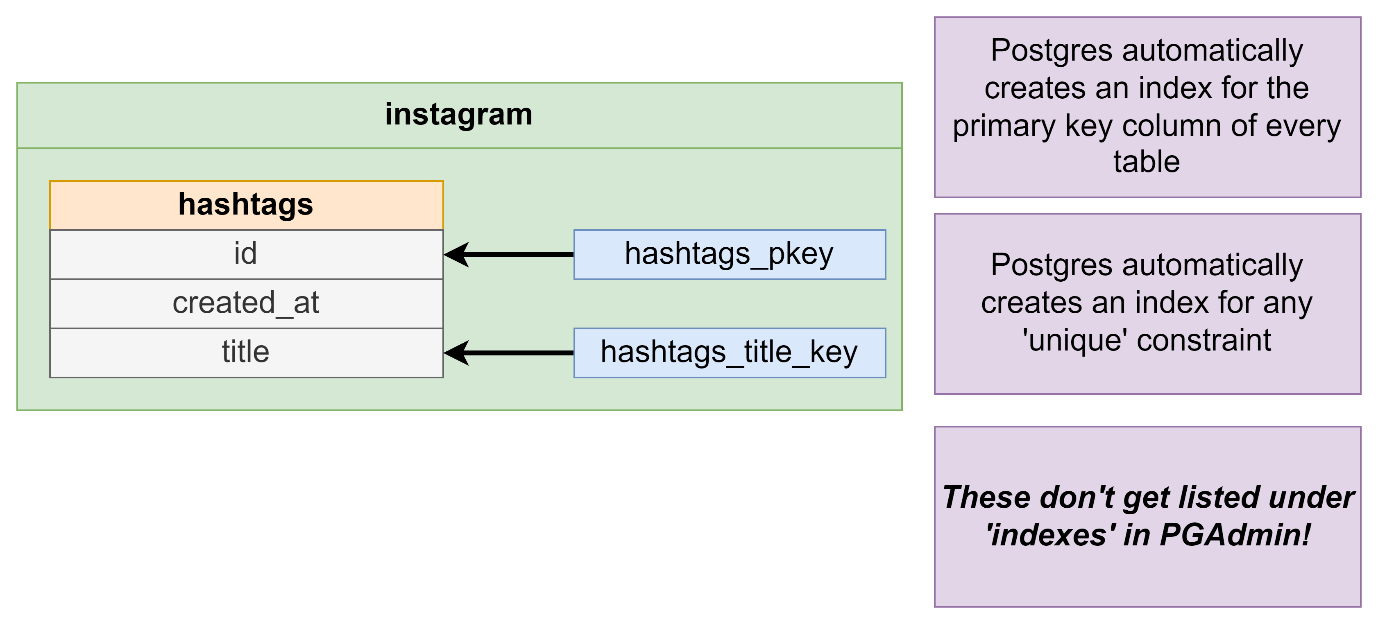 instagram
hashtags
id
hashtags_pkey
created_at
title
hashtags_title_key
Postgres automatically
creates an index for the
primary key column of every
table
Postgres automatically
creates an index for any
'unique' constraint
These don't get listed under
'indexes' in PGAdmin!